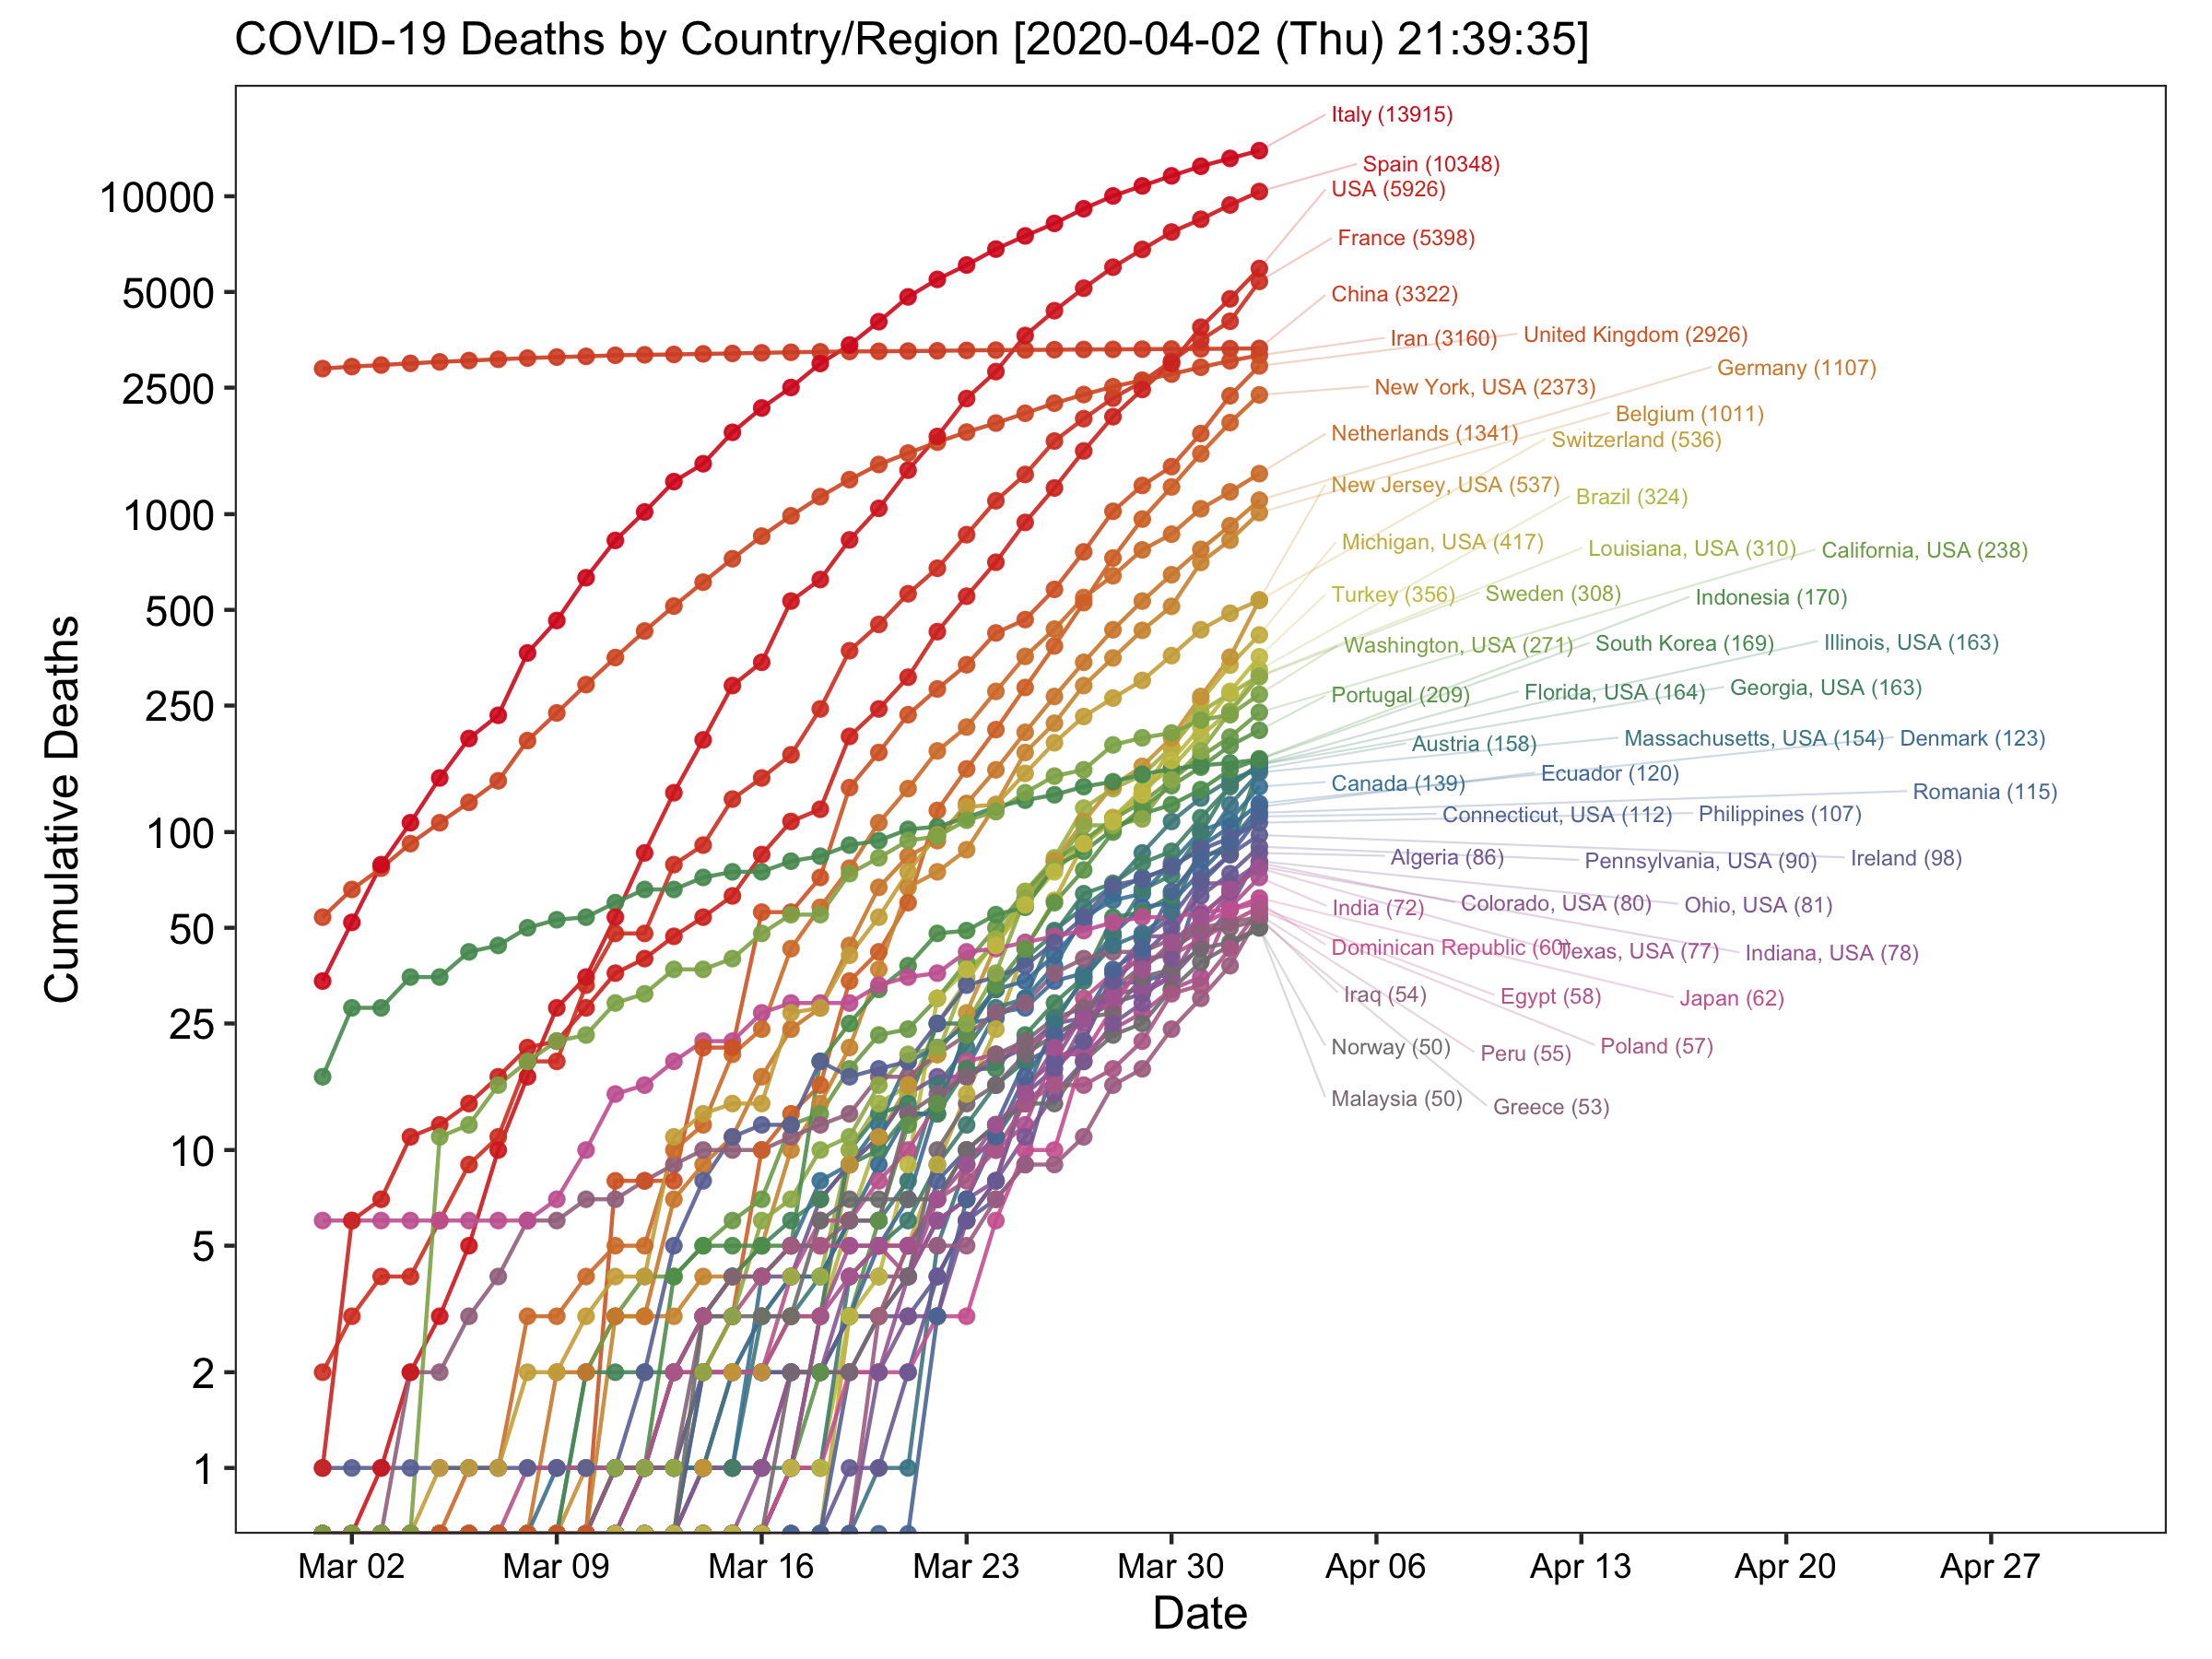 COVID-19 Deaths by Country/Region [2020-04-02 (Thu) 21:39:35]
Cumulative Deaths
10000
5000
2500
1000
500
250
100
50
25
10
5
2
1
Italy (13915)
Spain (10348)
USA (5926)
France (5398)
China (3322)
Iran (3160)
United Kingdom (2926)
Germany (1107)
New York, USA (2373)
Belgium (1011)
Netherlands (1341)
Switzerland (536)
New Jersey, USA (537)
Brazil (324)
Michigan, USA (417)
Louisiana, USA (310)
California, USA (238)
Turkey (356)
Sweden (308)
Indonesia (170)
Washington, USA (271)
South Korea (169)
Illinois, USA (163)
Portugal (209)
Florida, USA (164)
Georgia, USA (163)
Austria (158)
Massachusetts, USA (154)
Denmark (123)
Canada (139)
Ecuador (120)
Romania (115)
Connecticut, USA (112)
Philippines (107)
Algeria (86)
Pennsylvania, USA (90)
Ireland (98)
India (72)
Colorado, USA (80)
Ohio, USA (81)
Dominican Republic (60)
Texas, USA (77)
Indiana, USA (78)
Iraq (54)
Egypt (58)
Japan (62)
Norway (50)
Peru (55)
Poland (57)
Malaysia (50)
Greece (53)
Mar 02
Mar 09
Mar 16
Mar 23
Mar 30
Apr 06
Apr 13
Apr 20
Apr 27
Date